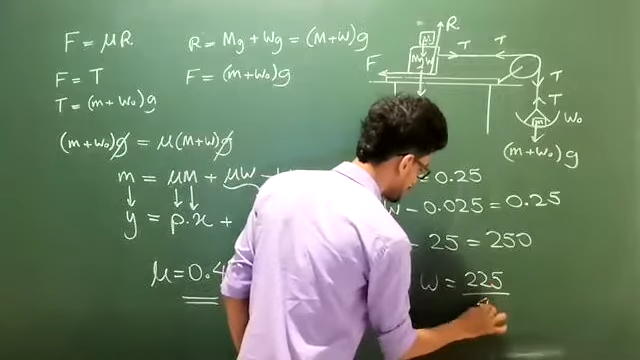 F = μR
R = Mg + Wg = (M+W)g
F = T
F = (m+W₀)g
T = (m+W₀)g
(m+W₀)g = μ(M+W)g
m = μM + μW
y = p.x +
μ = 0.4
R
M
Mg W
F
T
T
T
T
m
W₀
(m+W₀)g
= 0.25
W - 0.025 = 0.25
- 25 = 250
W = 225